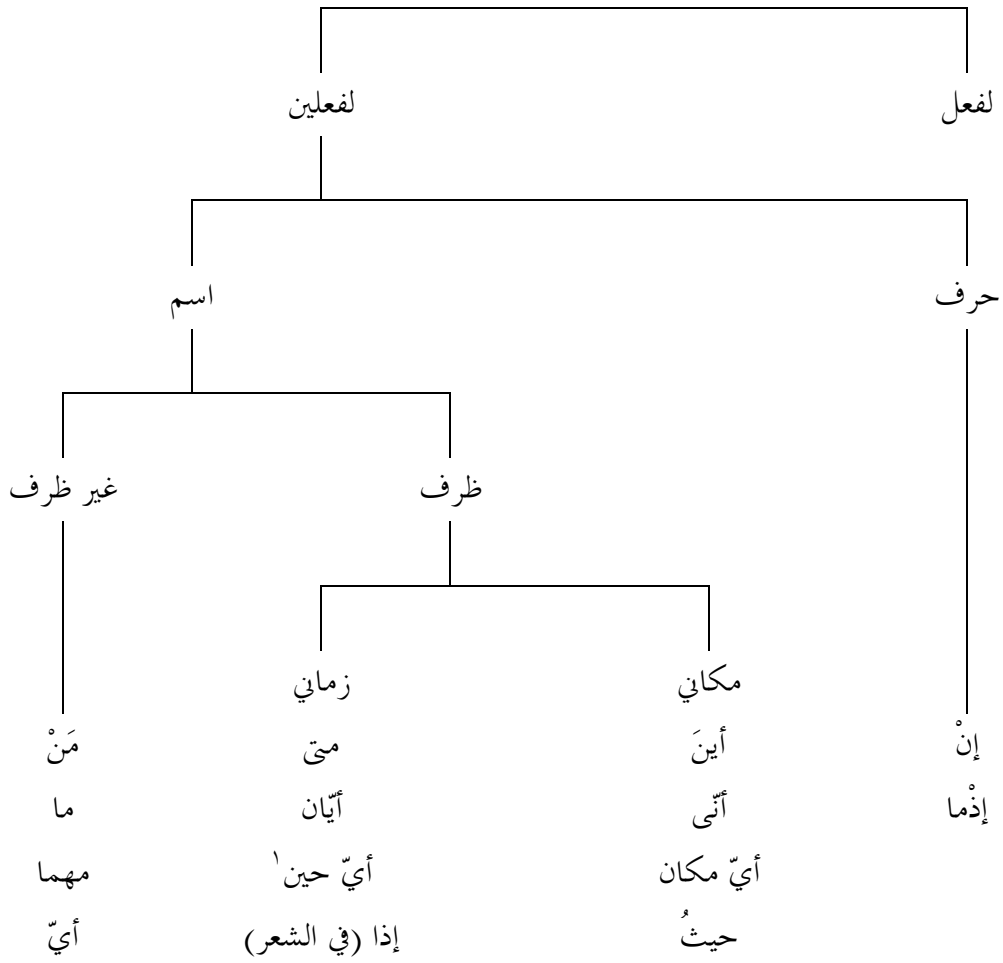 لفعل لفعلين
حرف اسم
ظرف غير ظرف
مكاني زماني
إنْ أينَ متى مَنْ
إذْما أنّى أيّان ما
أيّ مكان أيّ حين١ مهما
حيثُ إذا (في الشعر) أيّ